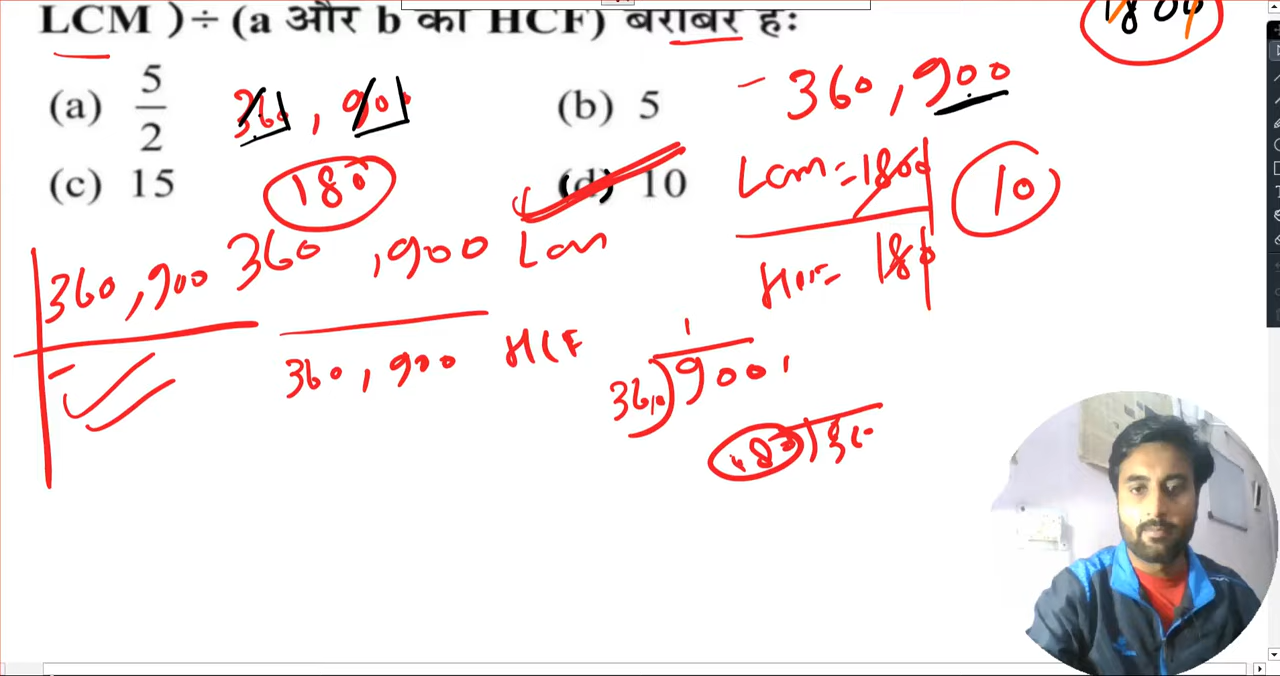 LCM ) ÷ (a और b का HCF) बराबर हः
1800
(a) 5/2
360, 900
(b) 5
360, 900
(c) 15
180
(d) 10
Lcm = 1800
10
180
360, 900
360, 900 Lcm
360, 900 HCF
1
360)900
180)360